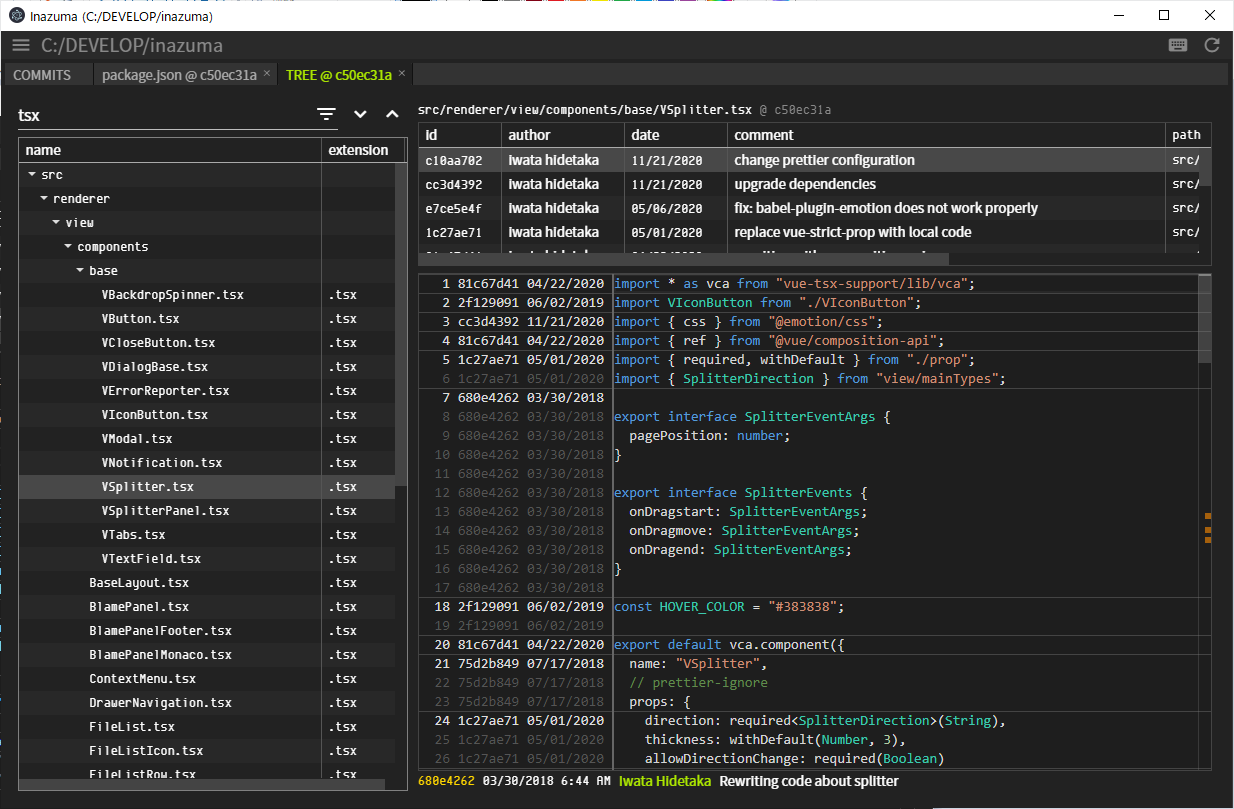 Inazuma (C:/DEVELOP/inazuma)
C:/DEVELOP/inazuma
COMMITS package.json @ c50ec31a × TREE @ c50ec31a ×
tsx
name extension
src
renderer
view
components
base
VBackdropSpinner.tsx .tsx
VButton.tsx .tsx
VCloseButton.tsx .tsx
VDialogBase.tsx .tsx
VErrorReporter.tsx .tsx
VIconButton.tsx .tsx
VModal.tsx .tsx
VNotification.tsx .tsx
VSplitter.tsx .tsx
VSplitterPanel.tsx .tsx
VTabs.tsx .tsx
VTextField.tsx .tsx
BaseLayout.tsx .tsx
BlamePanel.tsx .tsx
BlamePanelFooter.tsx .tsx
BlamePanelMonaco.tsx .tsx
ContextMenu.tsx .tsx
DrawerNavigation.tsx .tsx
FileList.tsx .tsx
FileListIcon.tsx .tsx
FileListRow.tsx .tsx
src/renderer/view/components/base/VSplitter.tsx @ c50ec31a
id author date comment path
c10aa702 Iwata hidetaka 11/21/2020 change prettier configuration src/
cc3d4392 Iwata hidetaka 11/21/2020 upgrade dependencies src/
e7ce5e4f Iwata hidetaka 05/06/2020 fix: babel-plugin-emotion does not work properly src/
1c27ae71 Iwata hidetaka 05/01/2020 replace vue-strict-prop with local code src/
1 81c67d41 04/22/2020 import * as vca from "vue-tsx-support/lib/vca";
2 2f129091 06/02/2019 import VIconButton from "./VIconButton";
3 cc3d4392 11/21/2020 import { css } from "@emotion/css";
4 81c67d41 04/22/2020 import { ref } from "@vue/composition-api";
5 1c27ae71 05/01/2020 import { required, withDefault } from "./prop";
6 1c27ae71 05/01/2020 import { SplitterDirection } from "view/mainTypes";
7 680e4262 03/30/2018
8 680e4262 03/30/2018 export interface SplitterEventArgs {
9 680e4262 03/30/2018 pagePosition: number;
10 680e4262 03/30/2018 }
11 680e4262 03/30/2018
12 680e4262 03/30/2018 export interface SplitterEvents {
13 680e4262 03/30/2018 onDragstart: SplitterEventArgs;
14 680e4262 03/30/2018 onDragmove: SplitterEventArgs;
15 680e4262 03/30/2018 onDragend: SplitterEventArgs;
16 680e4262 03/30/2018 }
17 680e4262 03/30/2018
18 2f129091 06/02/2019 const HOVER_COLOR = "#383838";
19 2f129091 06/02/2019
20 81c67d41 04/22/2020 export default vca.component({
21 75d2b849 07/17/2018 name: "VSplitter",
22 75d2b849 07/17/2018 // prettier-ignore
23 75d2b849 07/17/2018 props: {
24 1c27ae71 05/01/2020 direction: required<SplitterDirection>(String),
25 1c27ae71 05/01/2020 thickness: withDefault(Number, 3),
26 1c27ae71 05/01/2020 allowDirectionChange: required(Boolean)
680e4262 03/30/2018 6:44 AM Iwata Hidetaka Rewriting code about splitter